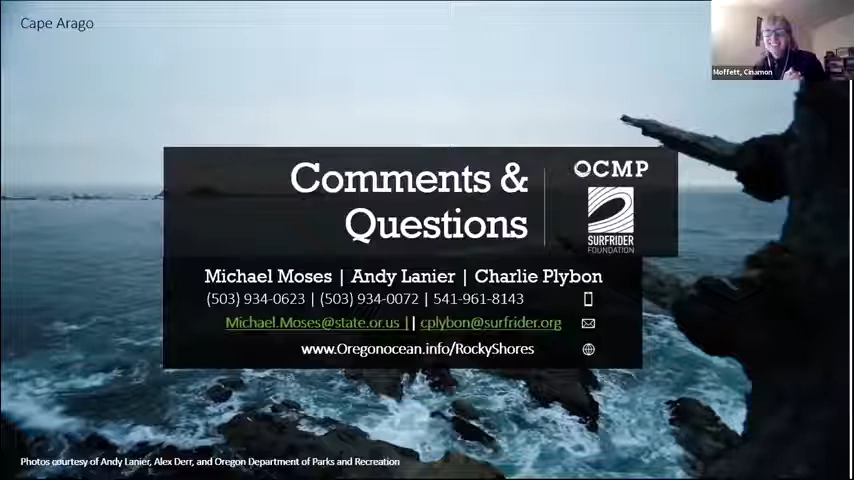 Cape Arago
Moffett, Cinamon
Comments &
Questions
OCMP
SURFRIDER
FOUNDATION
Michael Moses | Andy Lanier | Charlie Plybon
(503) 934-0623 | (503) 934-0072 | 541-961-8143
Michael.Moses@state.or.us || cplybon@surfrider.org
www.Oregonocean.info/RockyShores
Photos courtesy of Andy Lanier, Alex Derr, and Oregon Department of Parks and Recreation